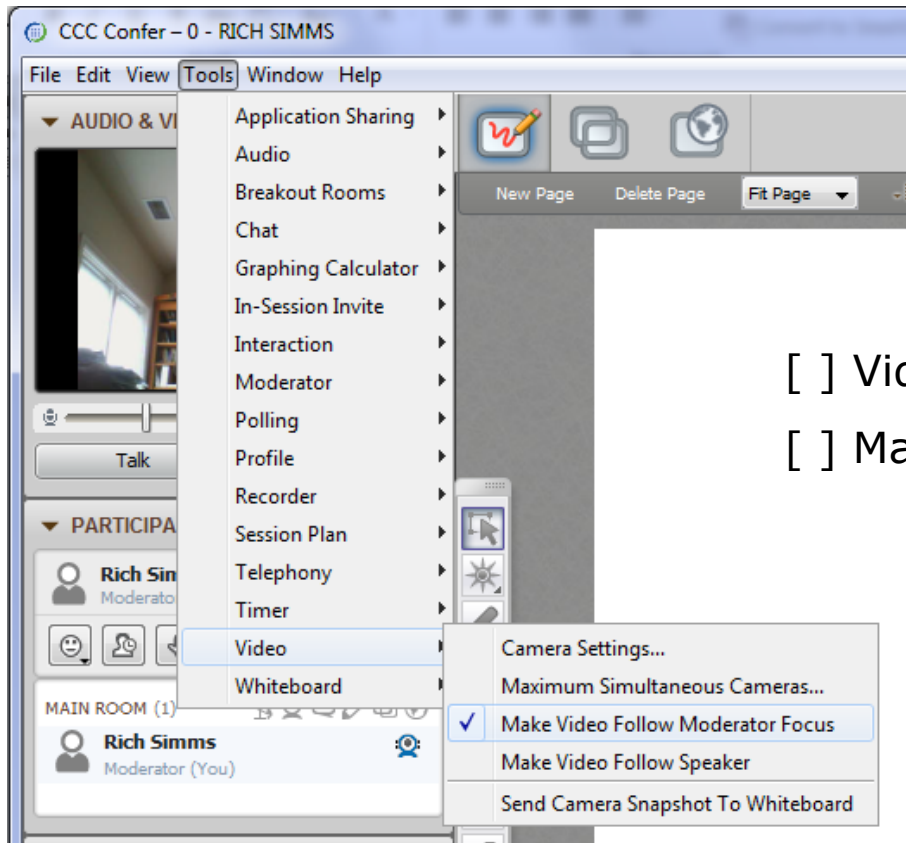 CCC Confer – 0 - RICH SIMMS
File Edit View Tools Window Help
AUDIO & VI
Application Sharing
Audio
Breakout Rooms
Chat
Graphing Calculator
In-Session Invite
Interaction
Moderator
Polling
Profile
Recorder
Session Plan
Telephony
Timer
Video
Whiteboard
New Page Delete Page Fit Page
[ ] Vid
[ ] Ma
Talk
PARTICIPA
Rich Sim
Moderato
MAIN ROOM (1)
Rich Simms
Moderator (You)
Camera Settings...
Maximum Simultaneous Cameras...
✓ Make Video Follow Moderator Focus
Make Video Follow Speaker
Send Camera Snapshot To Whiteboard